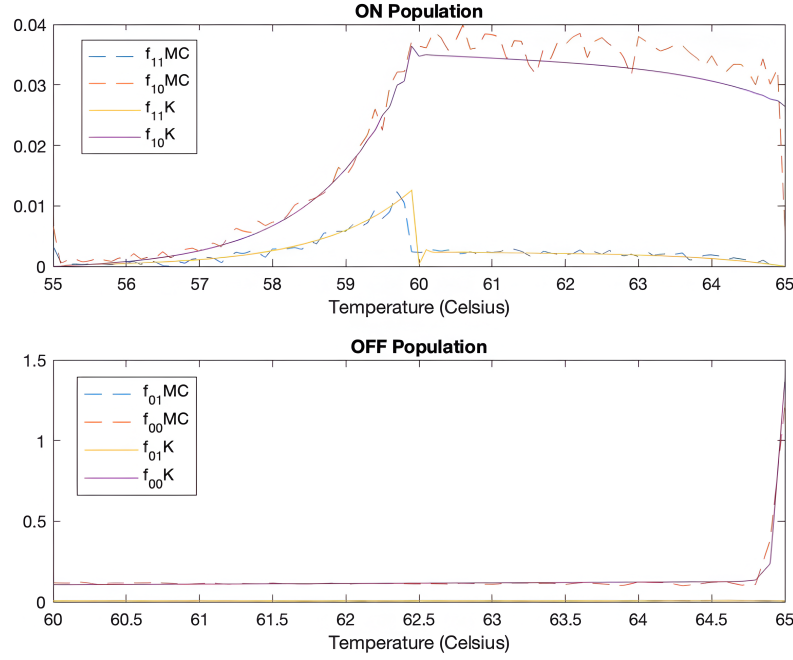 ON Population
0.04
0.03
0.02
0.01
0
f11MC
f10MC
f11K
f10K
55 56 57 58 59 60 61 62 63 64 65
Temperature (Celsius)
OFF Population
1.5
1
0.5
0
f01MC
f00MC
f01K
f00K
60 60.5 61 61.5 62 62.5 63 63.5 64 64.5 65
Temperature (Celsius)